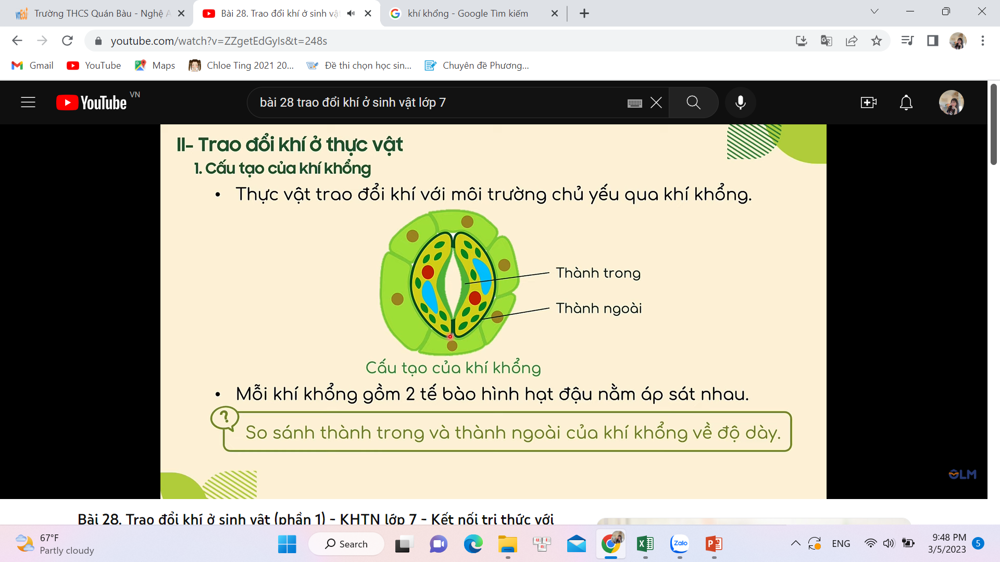 Trường THCS Quán Bàu - Nghệ A
Bài 28. Trao đổi khí ở sinh vật
khí khổng - Google Tìm kiếm
youtube.com/watch?v=ZZgetEdGyIs&t=248s
Gmail
YouTube
Maps
Chloe Ting 2021 20...
Đề thi chọn học sin...
Chuyên đề Phương...
YouTube VN
bài 28 trao đổi khí ở sinh vật lớp 7
II- Trao đổi khí ở thực vật
1. Cấu tạo của khí khổng
• Thực vật trao đổi khí với môi trường chủ yếu qua khí khổng.
Thành trong
Thành ngoài
Cấu tạo của khí khổng
• Mỗi khí khổng gồm 2 tế bào hình hạt đậu nằm áp sát nhau.
?
So sánh thành trong và thành ngoài của khí khổng về độ dày.
OLM
Bài 28. Trao đổi khí ở sinh vật (phần 1) - KHTN lớp 7 - Kết nối tri thức với
67°F
Partly cloudy
Search
Zalo
ENG
9:48 PM
3/5/2023
5